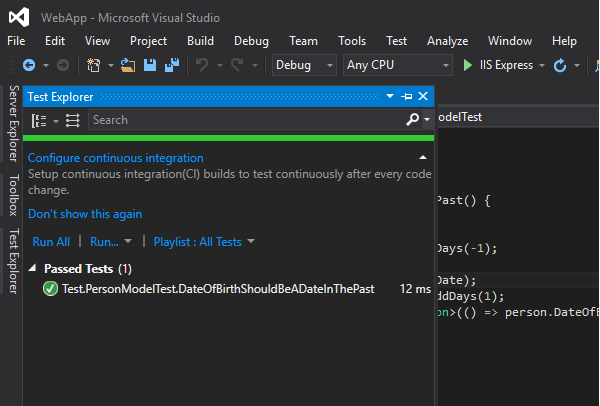 WebApp - Microsoft Visual Studio
File Edit View Project Build Debug Team Tools Test Analyze Window Help
Debug Any CPU IIS Express
Server Explorer
Toolbox
Test Explorer
Test Explorer
Search
Configure continuous integration
Setup continuous integration(CI) builds to test continuously after every code
change.
Don't show this again
Run All | Run... | Playlist : All Tests
Passed Tests (1)
Test.PersonModelTest.DateOfBirthShouldBeADateInThePast 12 ms
odelTest
Past() {
Days(-1);
Date);
ddDays(1);
on>(() => person.DateOfB